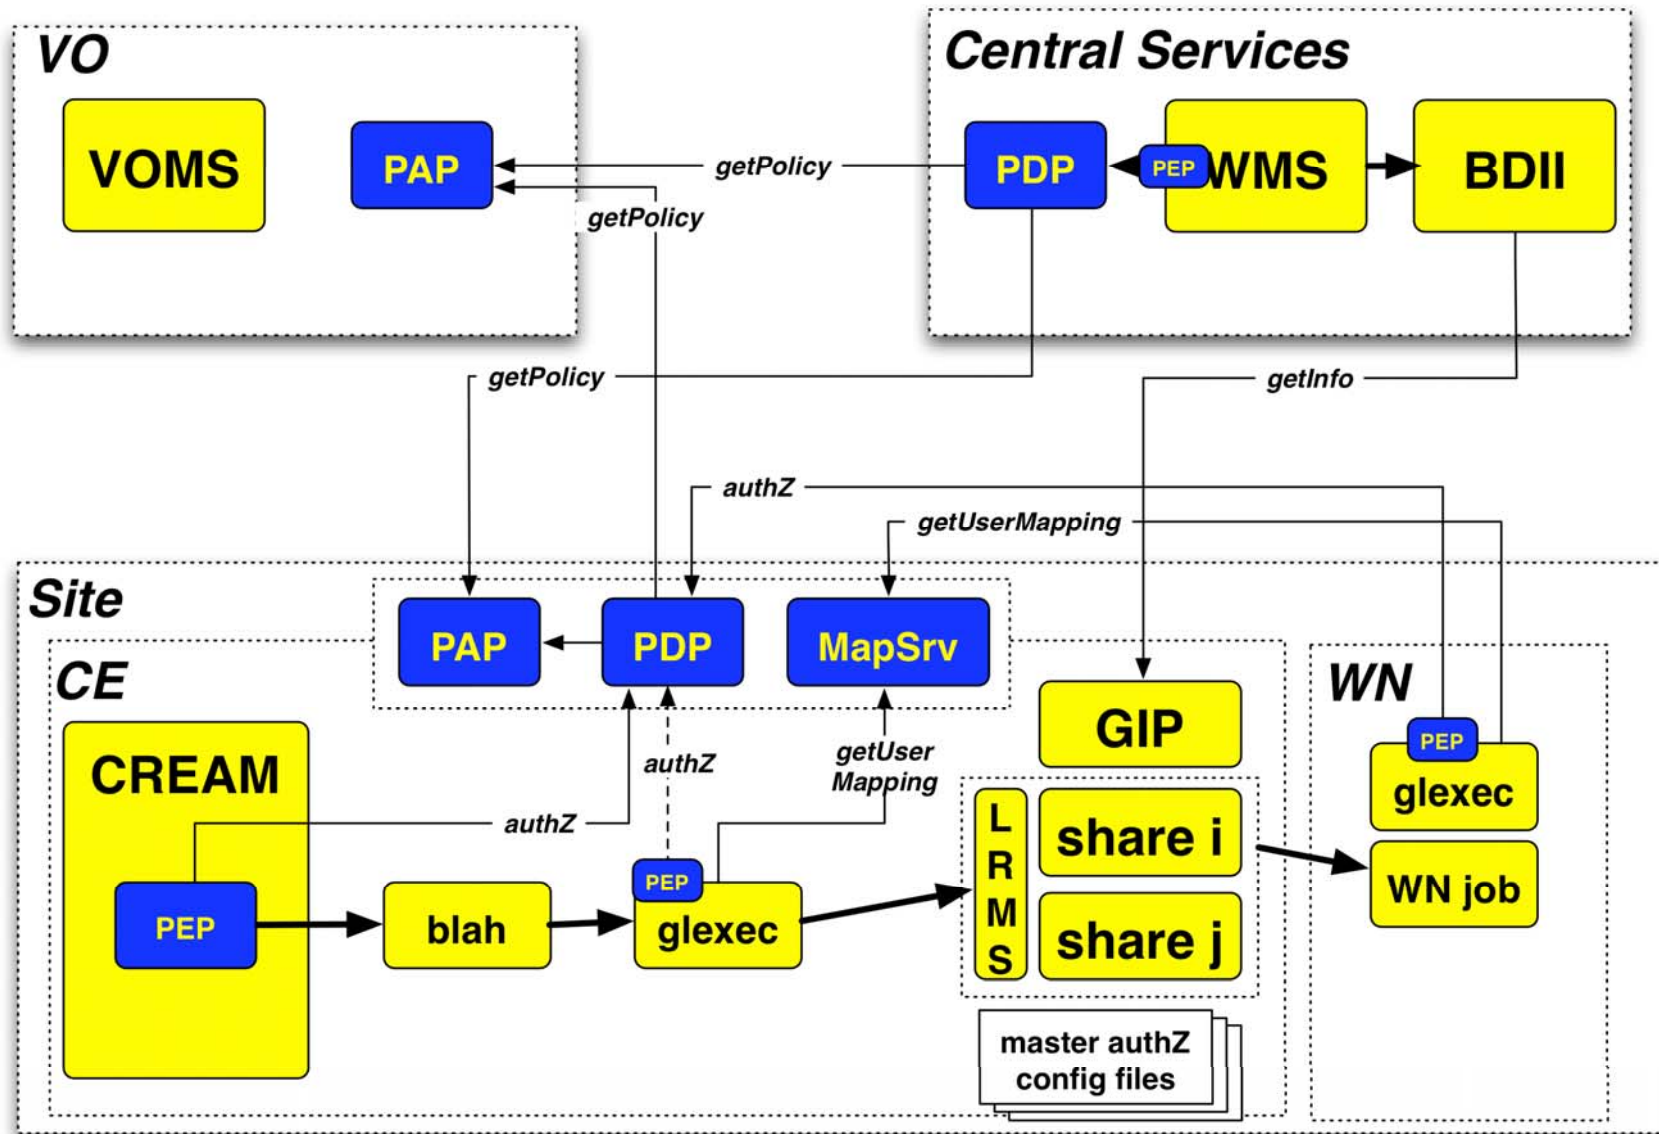 VO
Central Services
VOMS
PAP
getPolicy
PDP
PEP
WMS
BDII
getPolicy
getPolicy
getInfo
authZ
getUserMapping
Site
PAP
PDP
MapSrv
CE
WN
GIP
PEP
CREAM
authZ
getUser
Mapping
glexec
LRMS
share i
authZ
PEP
WN job
PEP
blah
glexec
share j
master authZ
config files